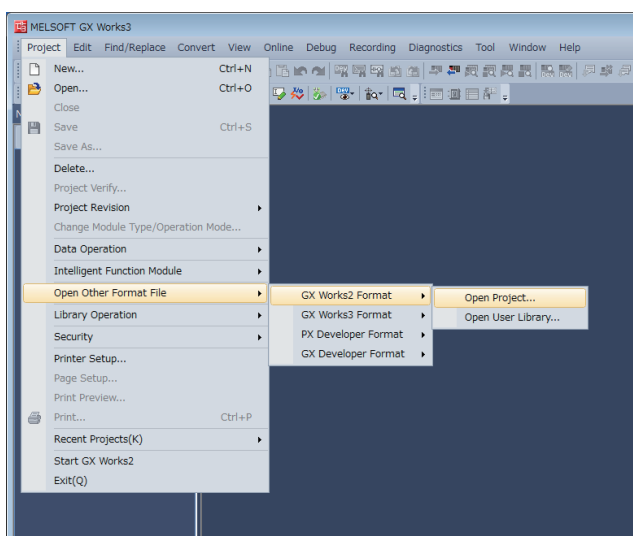 MELSOFT GX Works3
Project Edit Find/Replace Convert View Online Debug Recording Diagnostics Tool Window Help
New... Ctrl+N
Open... Ctrl+O
Close
Save Ctrl+S
Save As...
Delete...
Project Verify...
Project Revision
Change Module Type/Operation Mode...
Data Operation
Intelligent Function Module
Open Other Format File
GX Works2 Format
Open Project...
Library Operation
GX Works3 Format
Open User Library...
Security
PX Developer Format
Printer Setup...
GX Developer Format
Page Setup...
Print Preview...
Print... Ctrl+P
Recent Projects(K)
Start GX Works2
Exit(Q)